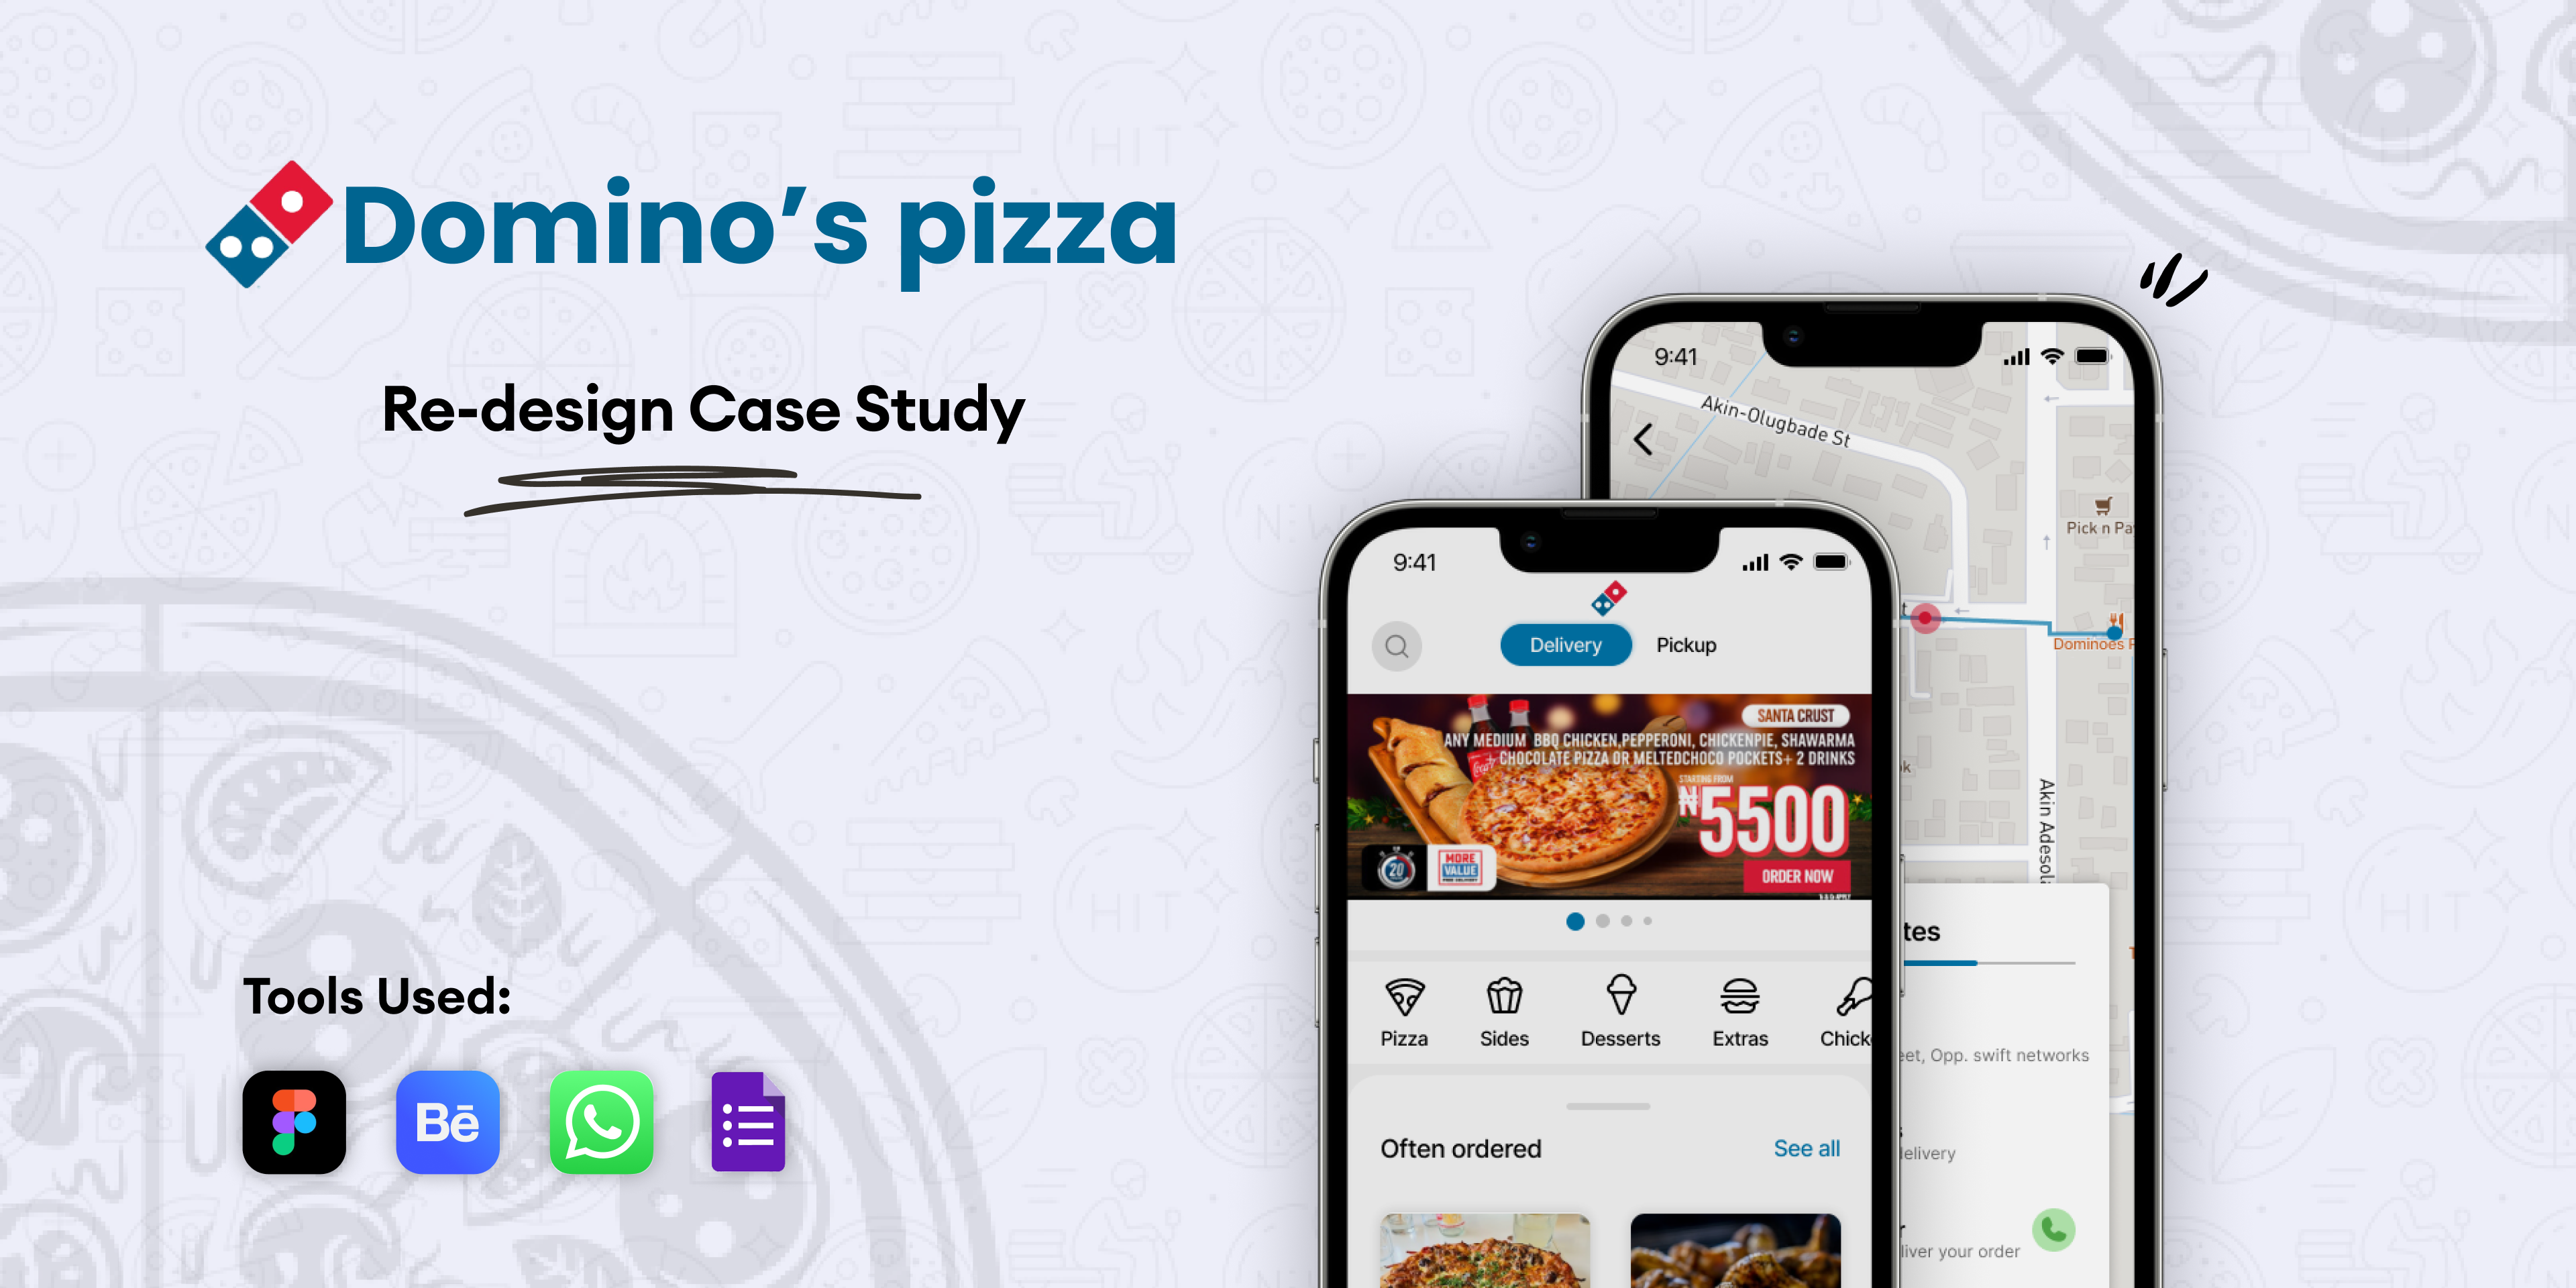 Domino’s pizza
Re-design Case Study
Tools Used:
Bē
9:41
Akin-Olugbade St
Pick n Pa
Dominoes P
Akin Adesola
tes
eet, Opp. swift networks
delivery
liver your order
9:41
Delivery
Pickup
SANTA CRUST
ANY MEDIUM BBQ CHICKEN,PEPPERONI, CHICKENPIE, SHAWARMA
CHOCOLATE PIZZA OR MELTEDCHOCO POCKETS+ 2 DRINKS
STARTING FROM
₦5500
20
MORE
VALUE
ORDER NOW
Pizza
Sides
Desserts
Extras
Chick
Often ordered
See all